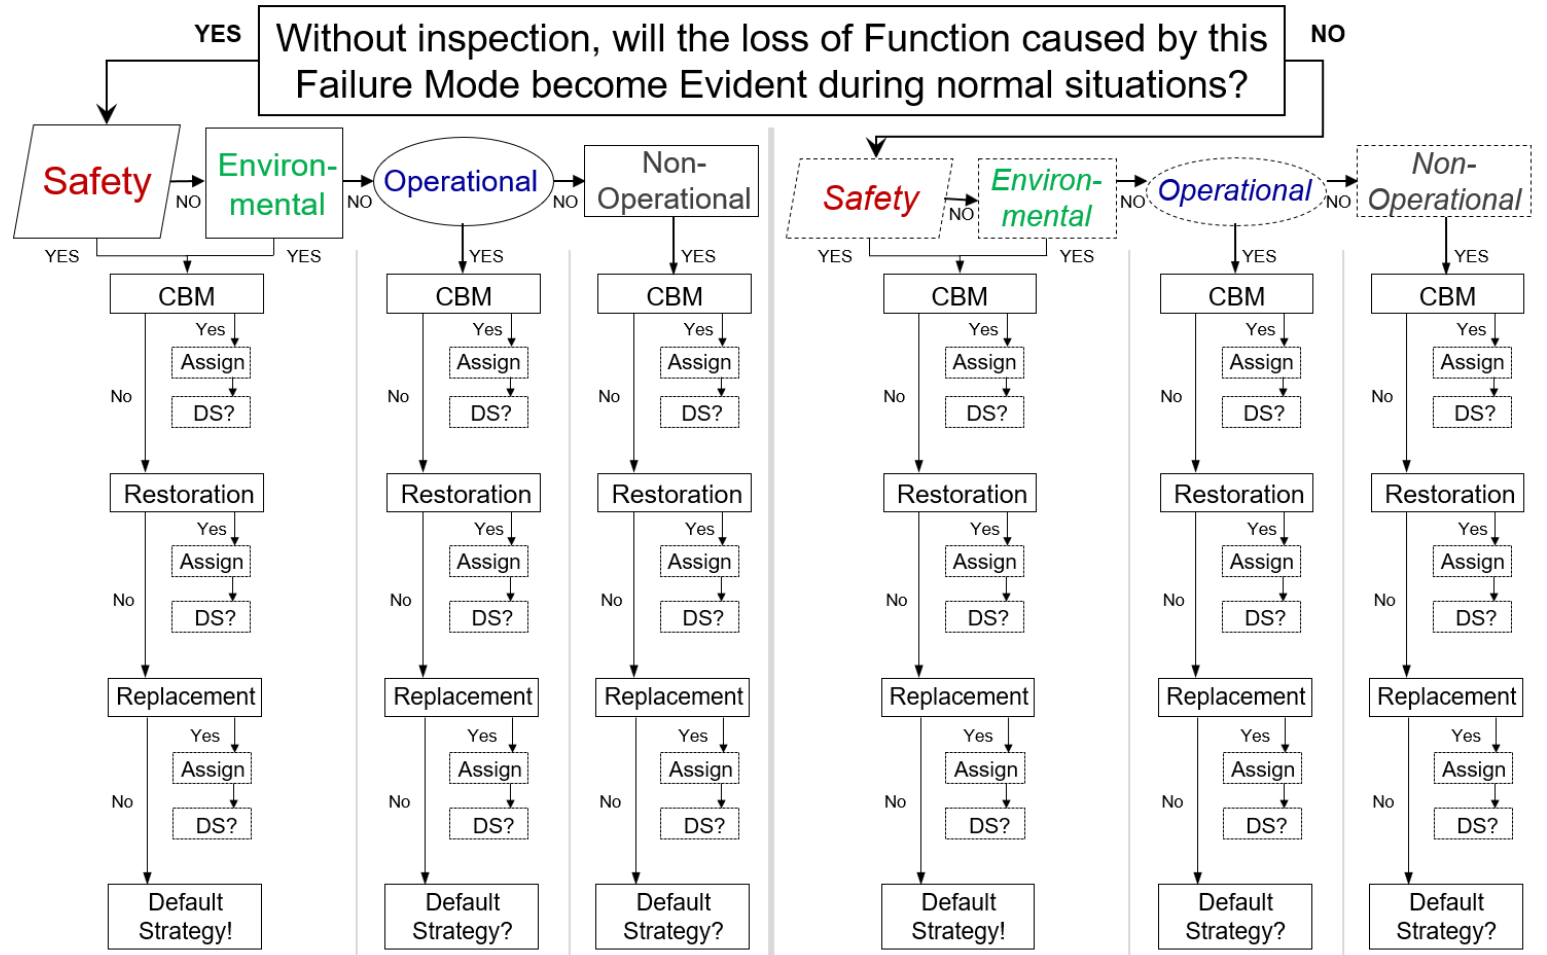 YES
Without inspection, will the loss of Function caused by this
Failure Mode become Evident during normal situations?
NO
Safety
NO
Environ-
mental
NO
Operational
NO
Non-
Operational
Safety
NO
Environ-
mental
NO
Operational
NO
Non-
Operational
YES
YES
YES
YES
YES
YES
YES
YES
CBM
CBM
CBM
CBM
CBM
CBM
Yes
Yes
Yes
Yes
Yes
Yes
Assign
Assign
Assign
Assign
Assign
Assign
No
No
No
No
No
No
DS?
DS?
DS?
DS?
DS?
DS?
Restoration
Restoration
Restoration
Restoration
Restoration
Restoration
Yes
Yes
Yes
Yes
Yes
Yes
Assign
Assign
Assign
Assign
Assign
Assign
No
No
No
No
No
No
DS?
DS?
DS?
DS?
DS?
DS?
Replacement
Replacement
Replacement
Replacement
Replacement
Replacement
Yes
Yes
Yes
Yes
Yes
Yes
Assign
Assign
Assign
Assign
Assign
Assign
No
No
No
No
No
No
DS?
DS?
DS?
DS?
DS?
DS?
Default
Strategy!
Default
Strategy?
Default
Strategy?
Default
Strategy!
Default
Strategy?
Default
Strategy?